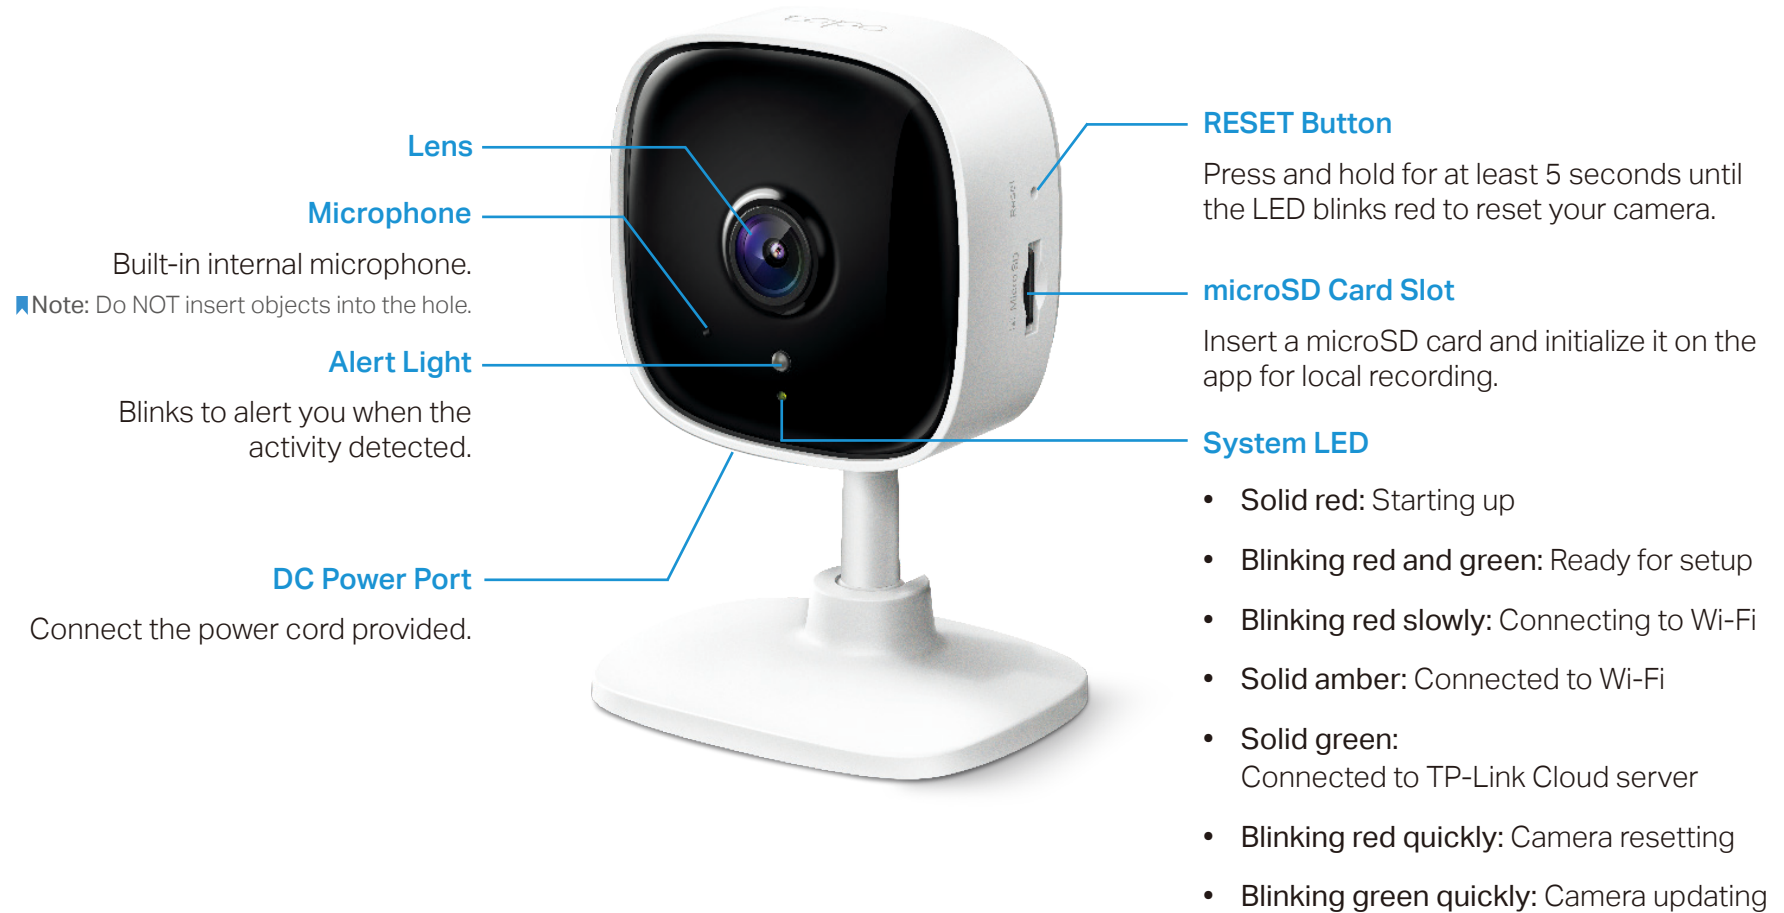 Lens
Microphone
Built-in internal microphone.
Note: Do NOT insert objects into the hole.
Alert Light
Blinks to alert you when the
activity detected.
DC Power Port
Connect the power cord provided.
tapo
RESET
Micro SD
RESET Button
Press and hold for at least 5 seconds until
the LED blinks red to reset your camera.
microSD Card Slot
Insert a microSD card and initialize it on the
app for local recording.
System LED
• Solid red: Starting up
• Blinking red and green: Ready for setup
• Blinking red slowly: Connecting to Wi-Fi
• Solid amber: Connected to Wi-Fi
• Solid green:
Connected to TP-Link Cloud server
• Blinking red quickly: Camera resetting
• Blinking green quickly: Camera updating